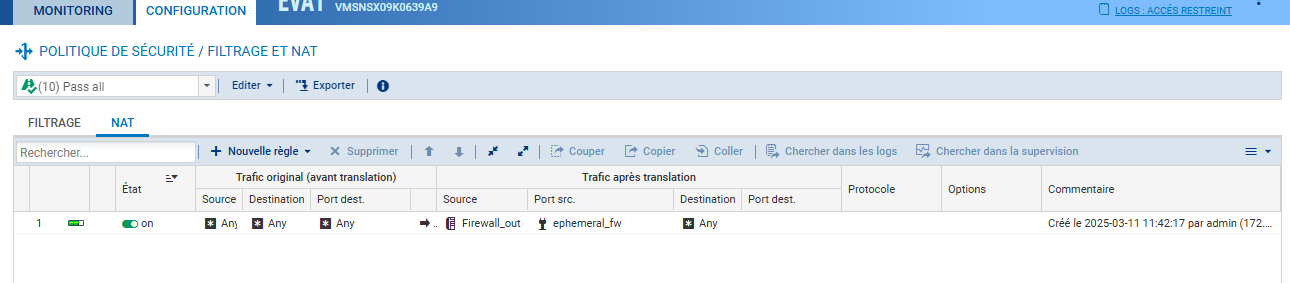 MONITORING CONFIGURATION EVAT VMSNSX09K0639A9 LOGS : ACCÈS RESTREINT
POLITIQUE DE SÉCURITÉ / FILTRAGE ET NAT
(10) Pass all Editer Exporter
FILTRAGE NAT
Rechercher... Nouvelle règle Supprimer Couper Copier Coller Chercher dans les logs Chercher dans la supervision
État Trafic original (avant translation) Trafic après translation Protocole Options Commentaire
Source Destination Port dest. Source Port src. Destination Port dest.
1 on Any Any Any .. Firewall_out ephemeral_fw Any Créé le 2025-03-11 11:42:17 par admin (172....